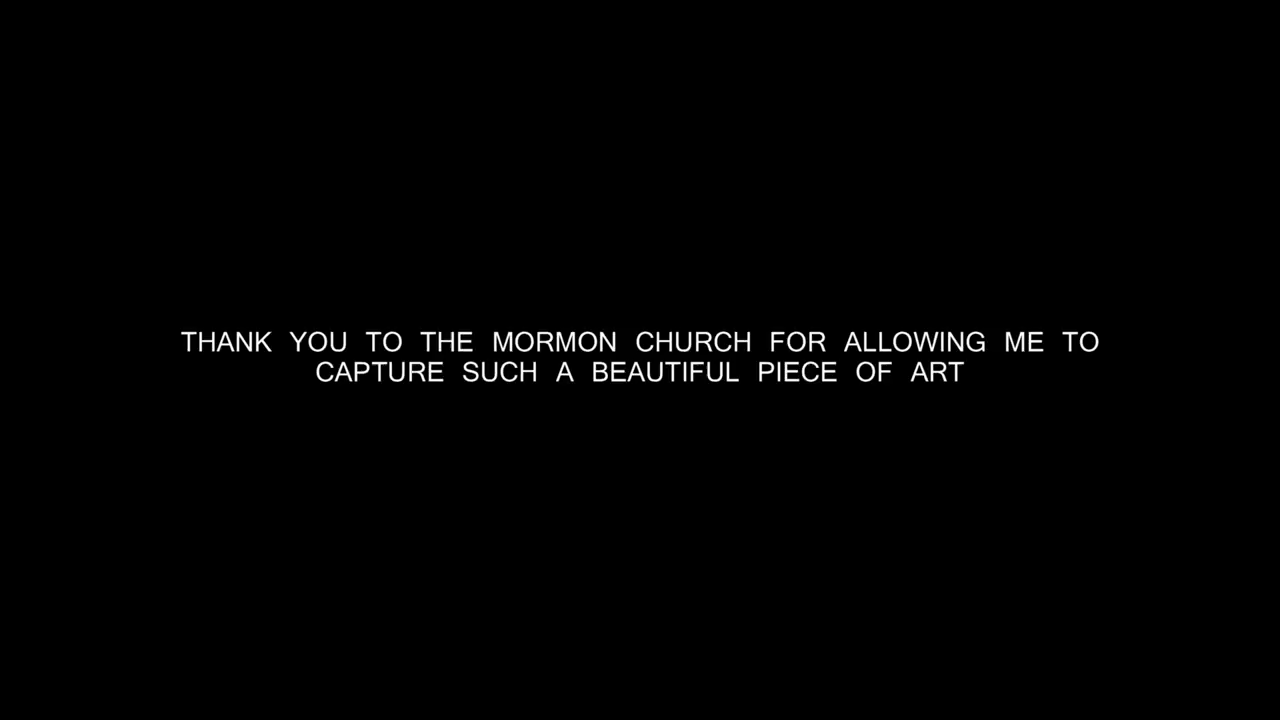 THANK YOU TO THE MORMON CHURCH FOR ALLOWING ME TO
CAPTURE SUCH A BEAUTIFUL PIECE OF ART